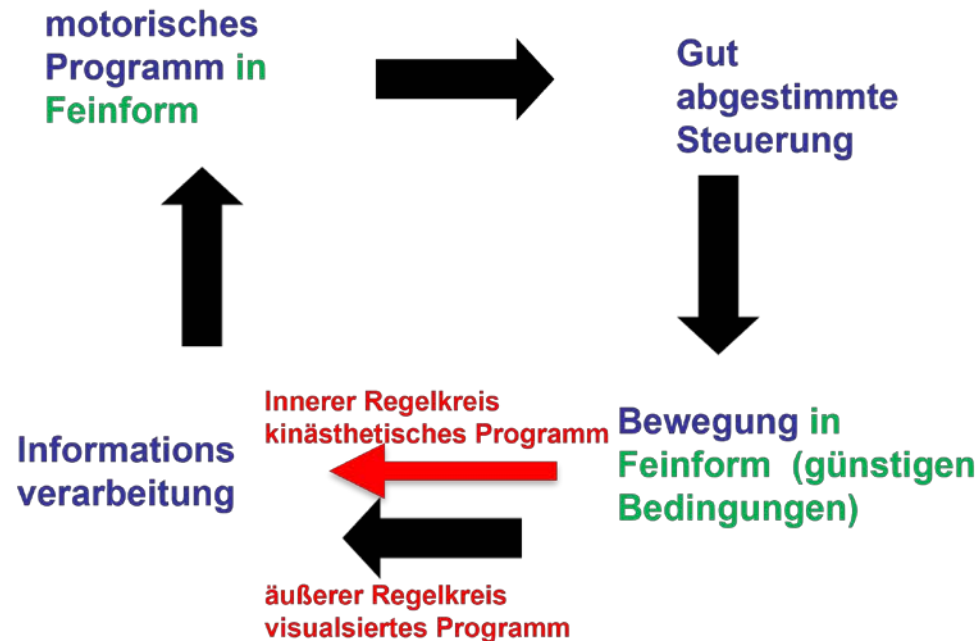 motorisches
Programm in
Feinform
Gut
abgestimmte
Steuerung
Innerer Regelkreis
kinästhetisches Programm
Informations
verarbeitung
Bewegung in
Feinform (günstigen
Bedingungen)
äußerer Regelkreis
visualsiertes Programm